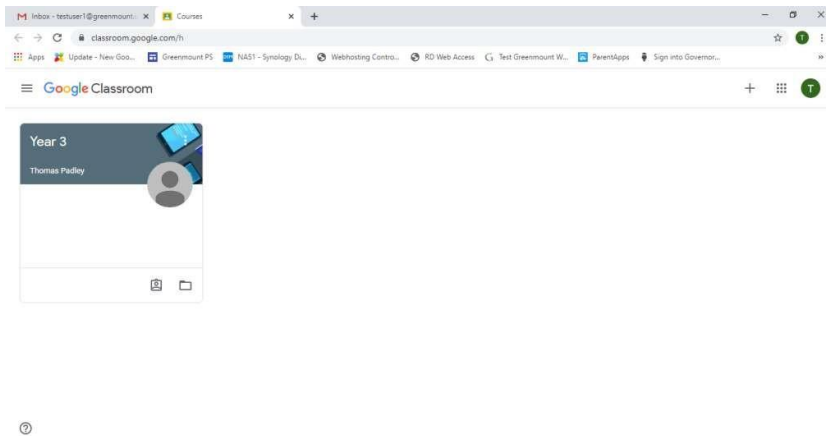 Inbox - testuser1@greenmount.
Courses
classroom.google.com/h
T
Apps
Update - New Goo...
Greenmount PS
NAS1 - Synology Di...
Webhosting Contro...
RD Web Access
Test Greenmount W...
ParentApps
Sign into Governor...
Google Classroom
T
Year 3
Thomas Padley